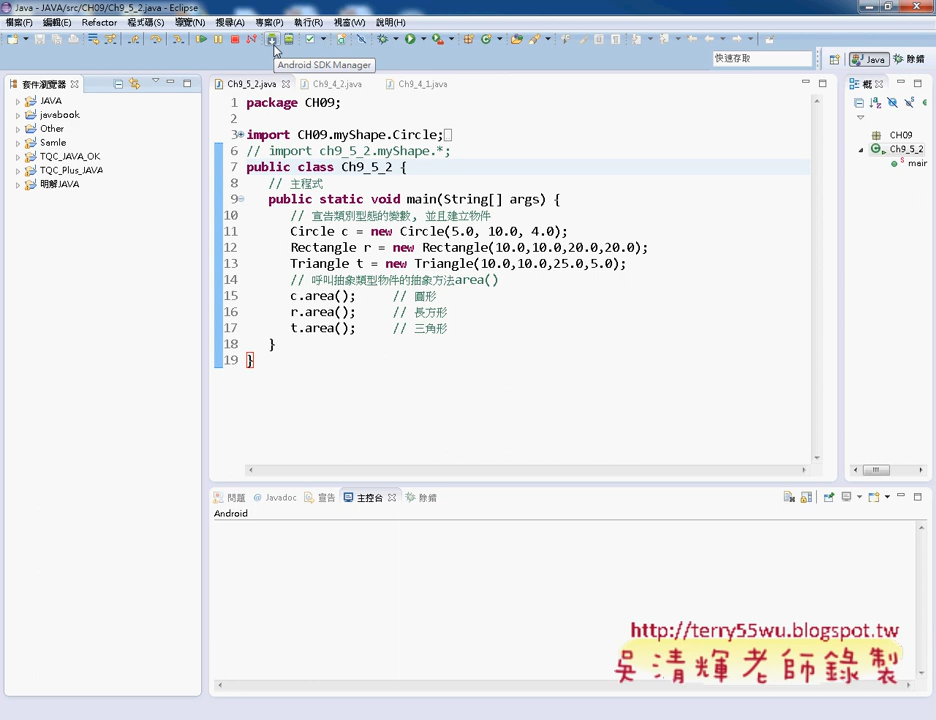 Java - JAVA/src/CH09/Ch9_5_2.java - Eclipse
檔案(F) 編輯(E) Refactor 程式碼(S) 導覽(N) 搜尋(A) 專案(P) 執行(R) 視窗(W) 說明(H)
Android SDK Manager
快速存取
Java
除錯
套件瀏覽器
JAVA
javabook
Other
Samle
TQC_JAVA_OK
TQC_Plus_JAVA
明解JAVA
Ch9_5_2.java Ch9_4_2.java Ch9_4_1.java
1 package CH09;
2
3 import CH09.myShape.Circle;
6 // import ch9_5_2.myShape.*;
7 public class Ch9_5_2 {
8 // 主程式
9 public static void main(String[] args) {
10 // 宣告類別型態的變數, 並且建立物件
11 Circle c = new Circle(5.0, 10.0, 4.0);
12 Rectangle r = new Rectangle(10.0,10.0,20.0,20.0);
13 Triangle t = new Triangle(10.0,10.0,25.0,5.0);
14 // 呼叫抽象類型物件的抽象方法area()
15 c.area(); // 圓形
16 r.area(); // 長方形
17 t.area(); // 三角形
18 }
19 }
概
CH09
Ch9_5_2
mair
問題 @ Javadoc 宣告 主控台 除錯
Android
http://terry55wu.blogspot.tw
吳清輝老師錄製